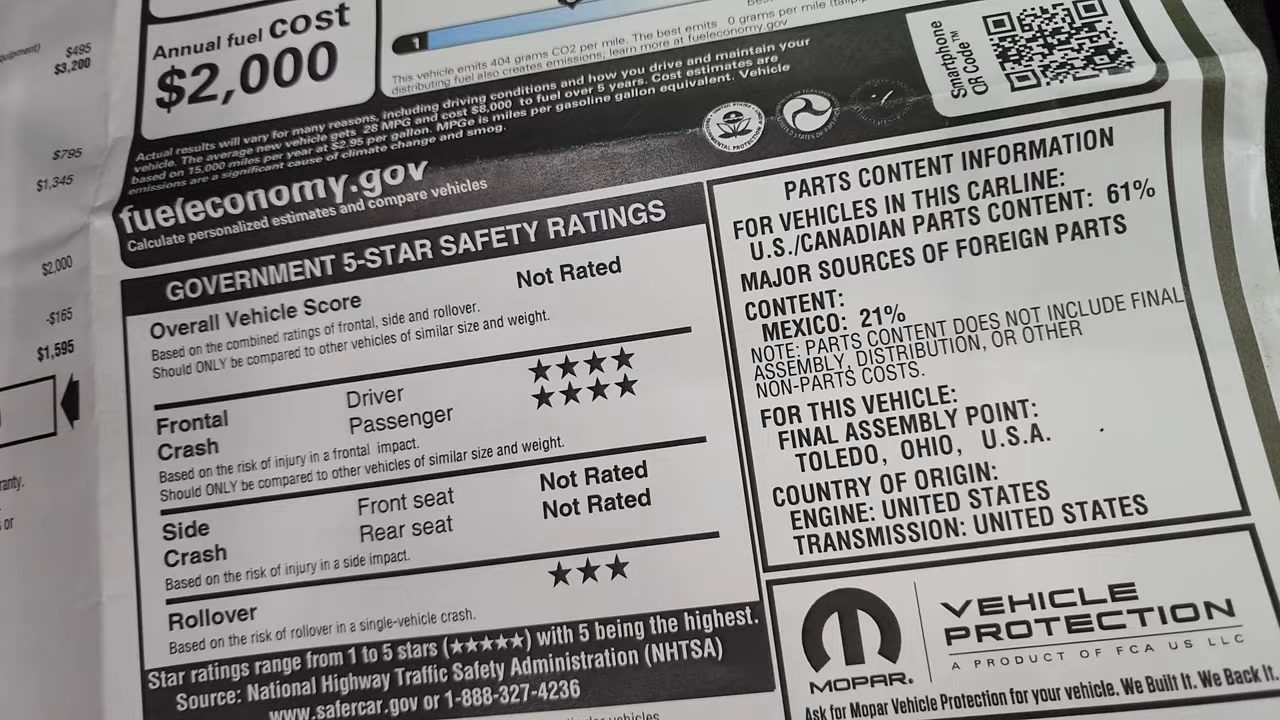 $495
$3,200
$795
$1,345
$2,000
-$165
$1,595
ranty.
or
Annual fuel cost
$2,000
1
This vehicle emits 404 grams CO2 per mile. The best emits 0 grams per mile
distributing fuel also creates emissions; learn more at fueleconomy.gov
Actual results will vary for many reasons, including driving conditions and how you drive and maintain your
vehicle. The average new vehicle gets 28 MPG and cost $8,000 to fuel over 5 years. Cost estimates are
based on 15,000 miles per year at $2.95 per gallon. MPGe is miles per gasoline gallon equivalent. Vehicle
emissions are a significant cause of climate change and smog.
fueleconomy.gov
Calculate personalized estimates and compare vehicles
Smartphone
QR Code™
GOVERNMENT 5-STAR SAFETY RATINGS
Overall Vehicle Score Not Rated
Based on the combined ratings of frontal, side and rollover.
Should ONLY be compared to other vehicles of similar size and weight.
Frontal Driver ★★★★
Crash Passenger ★★★★
Based on the risk of injury in a frontal impact.
Should ONLY be compared to other vehicles of similar size and weight.
Side Front seat Not Rated
Crash Rear seat Not Rated
Based on the risk of injury in a side impact.
Rollover ★★★
Based on the risk of rollover in a single-vehicle crash.
Star ratings range from 1 to 5 stars (★★★★★) with 5 being the highest.
Source: National Highway Traffic Safety Administration (NHTSA)
www.safercar.gov or 1-888-327-4236
vehicles
PARTS CONTENT INFORMATION
FOR VEHICLES IN THIS CARLINE:
U.S./CANADIAN PARTS CONTENT: 61%
MAJOR SOURCES OF FOREIGN PARTS
CONTENT:
MEXICO: 21%
NOTE: PARTS CONTENT DOES NOT INCLUDE FINAL
ASSEMBLY, DISTRIBUTION, OR OTHER
NON-PARTS COSTS.
FOR THIS VEHICLE:
FINAL ASSEMBLY POINT:
TOLEDO, OHIO, U.S.A.
COUNTRY OF ORIGIN:
ENGINE: UNITED STATES
TRANSMISSION: UNITED STATES
MOPAR®
VEHICLE
PROTECTION
A PRODUCT OF FCA US LLC
Ask for Mopar Vehicle Protection for your vehicle. We Built It. We Back It.